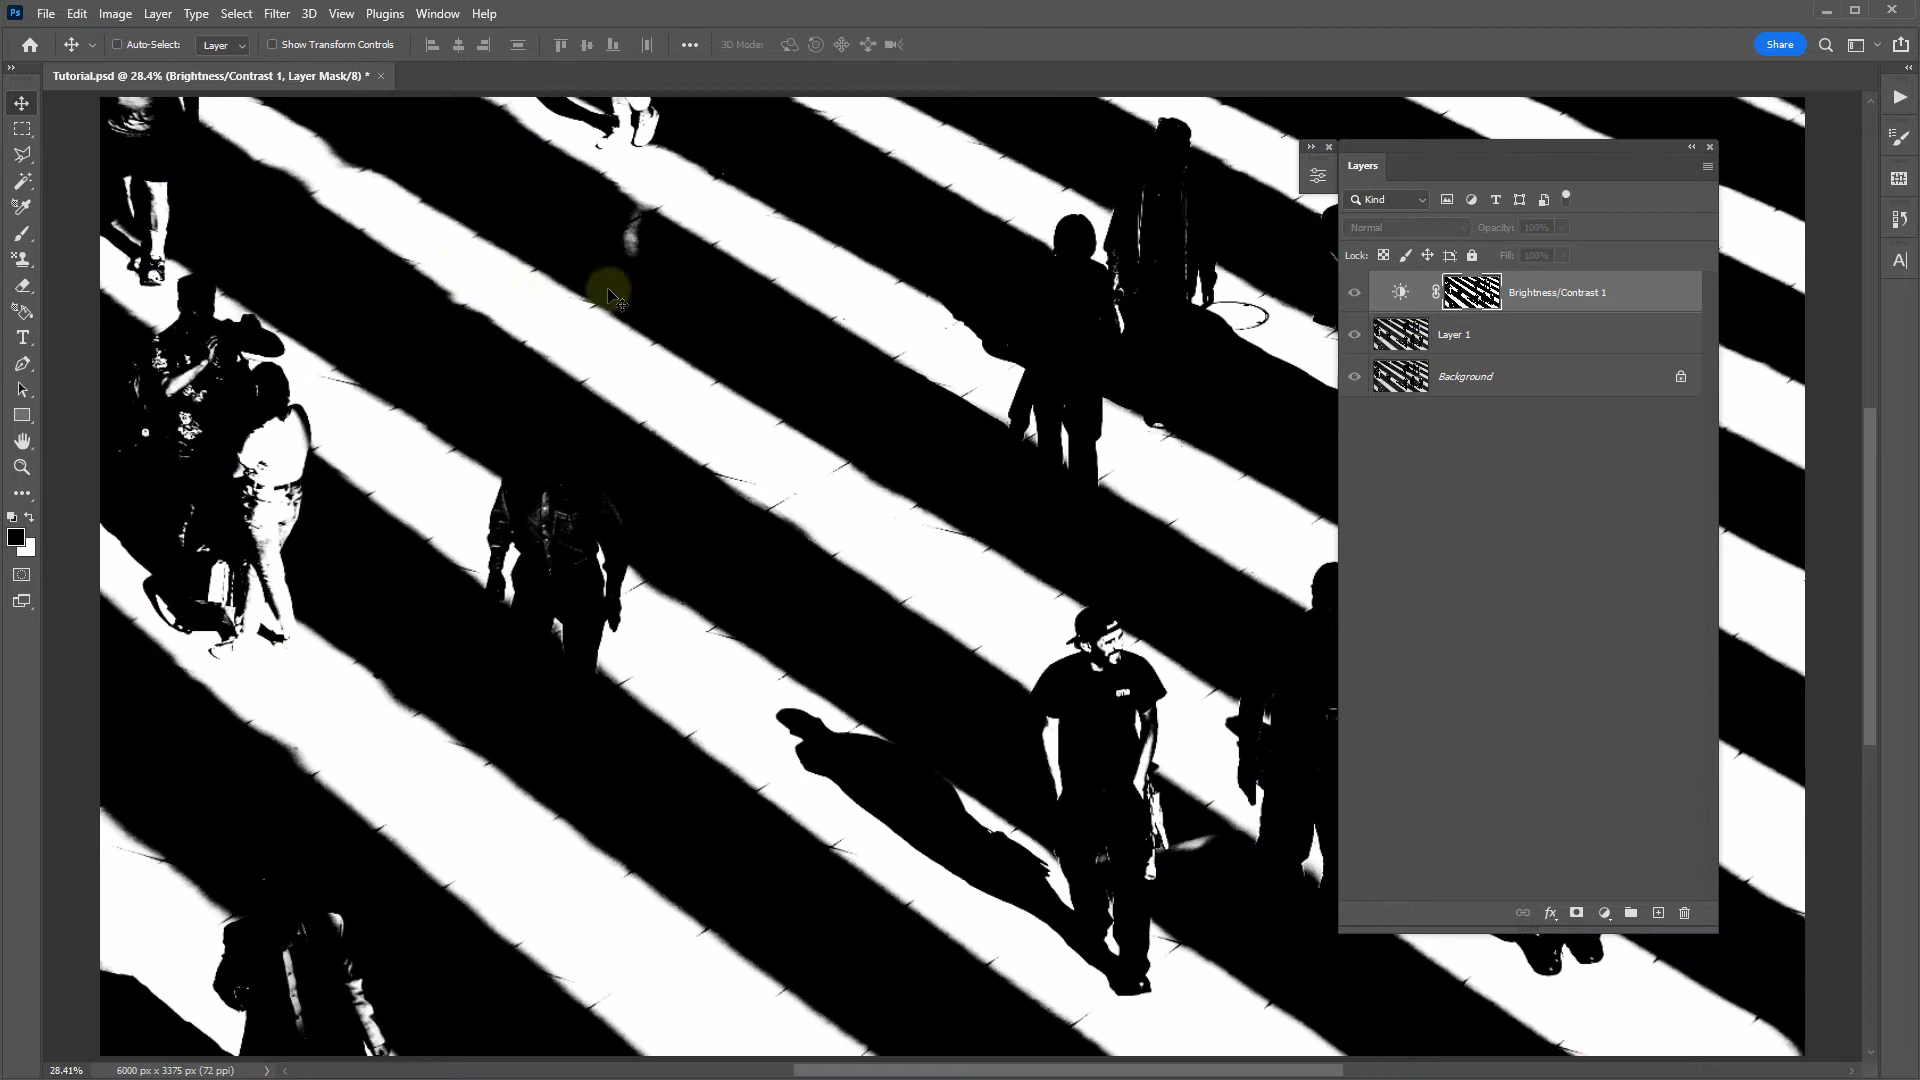 Ps File Edit Image Layer Type Select Filter 3D View Plugins Window Help
Auto-Select: Layer Show Transform Controls 3D Mode: Share
Tutorial.psd @ 28.4% (Brightness/Contrast 1, Layer Mask/8) *
Layers
Kind
Normal Opacity: 100%
Lock: Fill: 100%
Brightness/Contrast 1
Layer 1
Background
28.41% 6000 px x 3375 px (72 ppi)